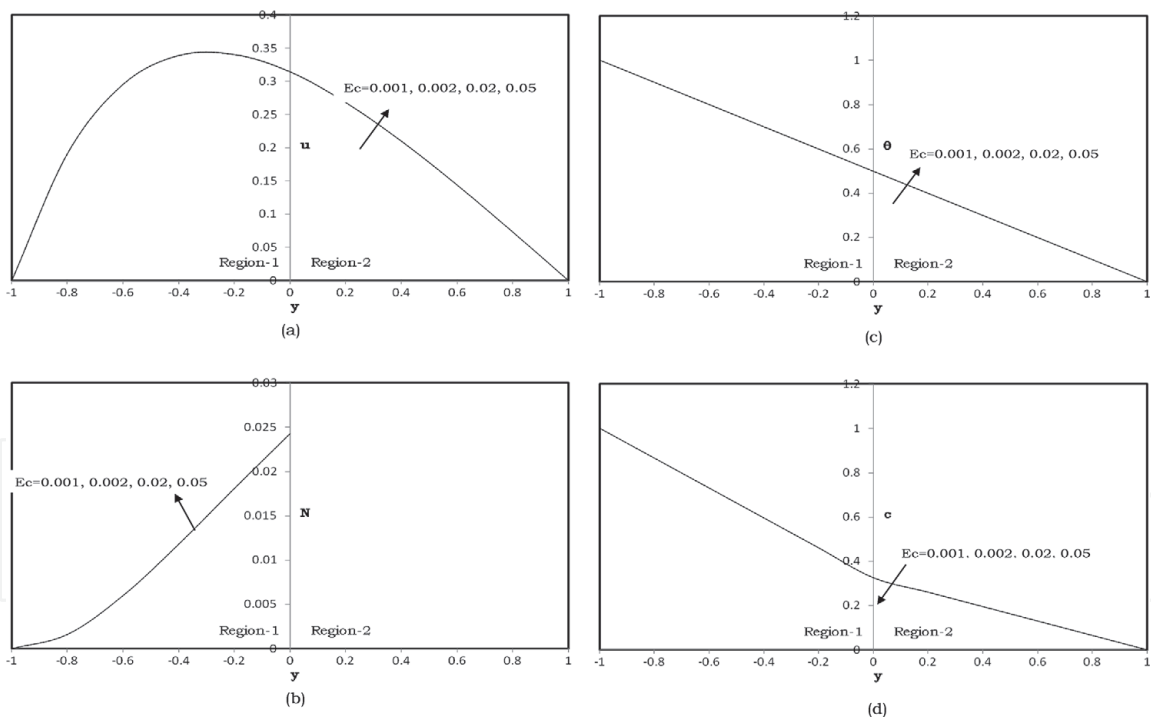 0.4
0.35
0.3
0.25
0.2
0.15
0.1
0.05
0
Ec=0.001, 0.002, 0.02, 0.05
u
Region-1 Region-2
-1 -0.8 -0.6 -0.4 -0.2 0 0.2 0.4 0.6 0.8 1
y
(a)
1.2
1
0.8
0.6
0.4
0.2
0
θ
Ec=0.001, 0.002, 0.02, 0.05
Region-1 Region-2
-1 -0.8 -0.6 -0.4 -0.2 0 0.2 0.4 0.6 0.8 1
y
(c)
0.03
0.025
0.02
0.015
0.01
0.005
0
Ec=0.001, 0.002, 0.02, 0.05
N
Region-1 Region-2
-1 -0.8 -0.6 -0.4 -0.2 0 0.2 0.4 0.6 0.8 1
y
(b)
1.2
1
0.8
0.6
0.4
0.2
0
c
Ec=0.001. 0.002. 0.02. 0.05
Region-1 Region-2
-1 -0.8 -0.6 -0.4 -0.2 0 0.2 0.4 0.6 0.8 1
y
(d)